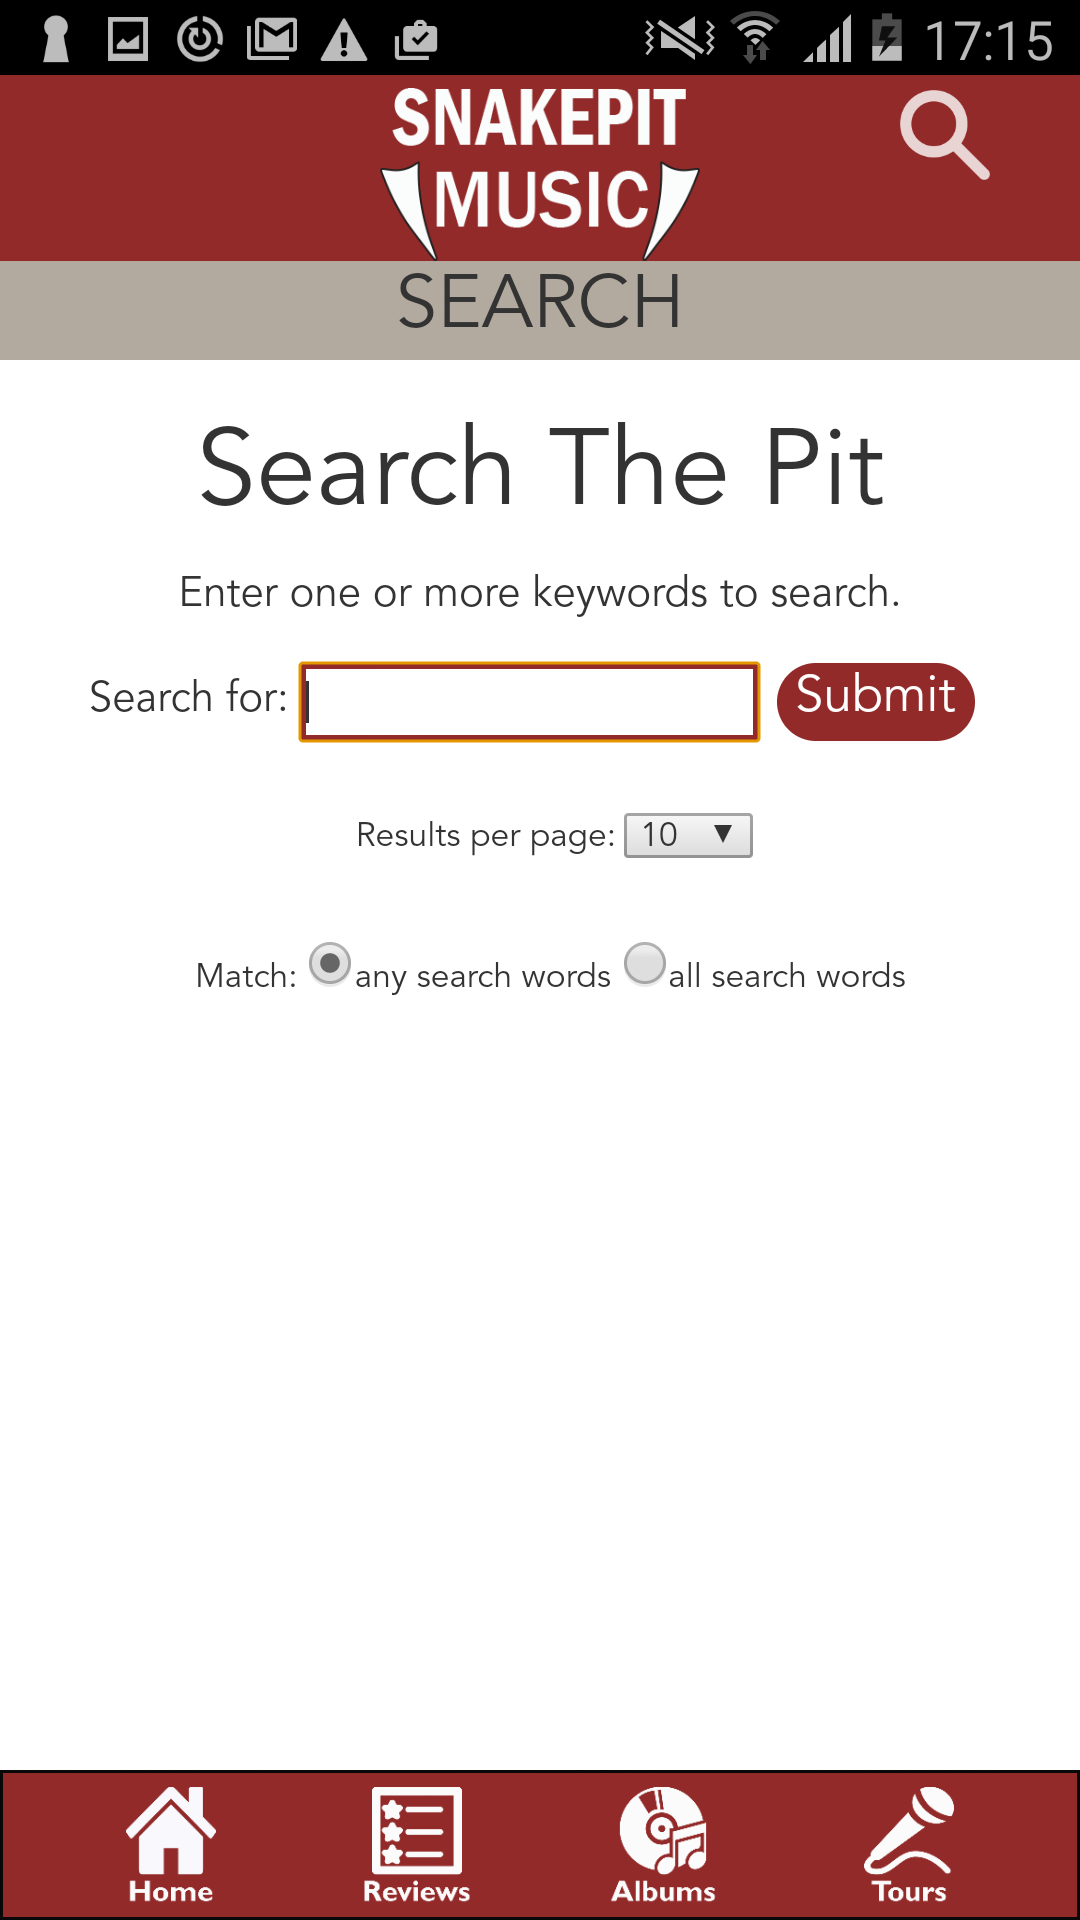 17:15
SNAKEPIT
MUSIC
SEARCH
Search The Pit
Enter one or more keywords to search.
Search for: Submit
Results per page: 10
Match: any search words all search words
Home Reviews Albums Tours